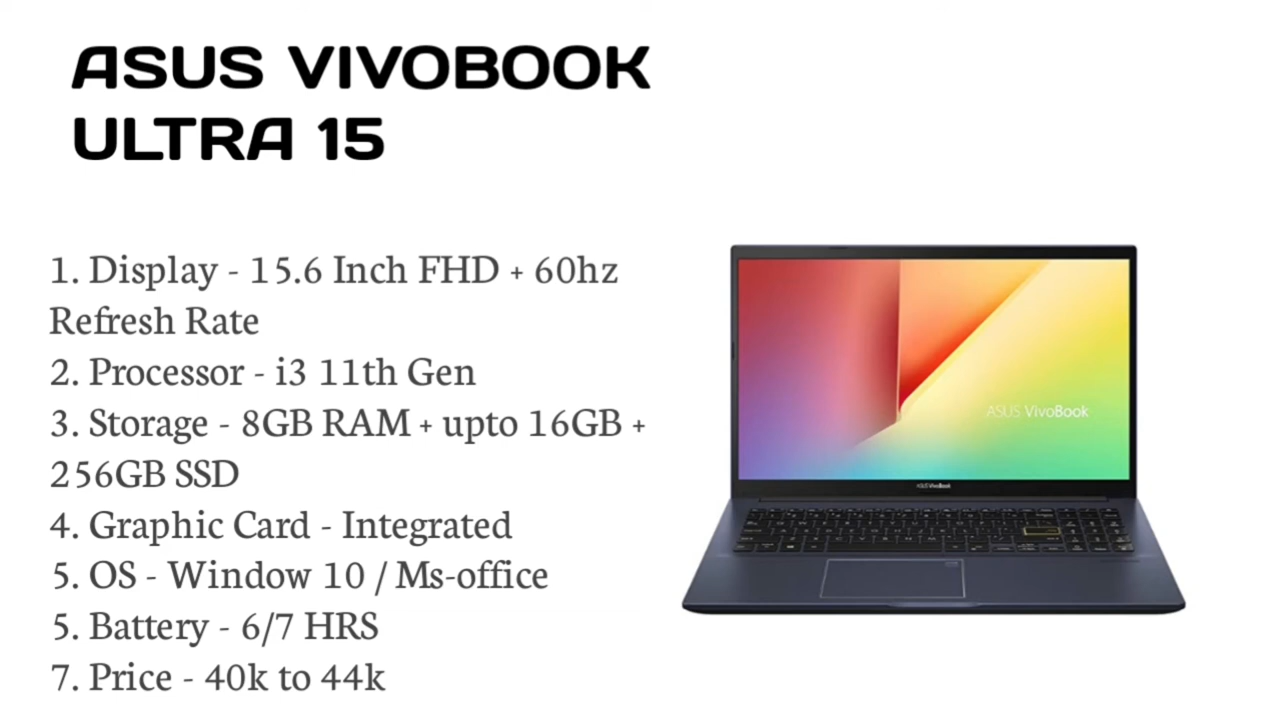 ASUS VIVOBOOK
ULTRA 15
1. Display - 15.6 Inch FHD + 60hz
Refresh Rate
2. Processor - i3 11th Gen
3. Storage - 8GB RAM + upto 16GB +
256GB SSD
4. Graphic Card - Integrated
5. OS - Window 10 / Ms-office
5. Battery - 6/7 HRS
7. Price - 40k to 44k
ASUS VivoBook
ASUS VivoBook